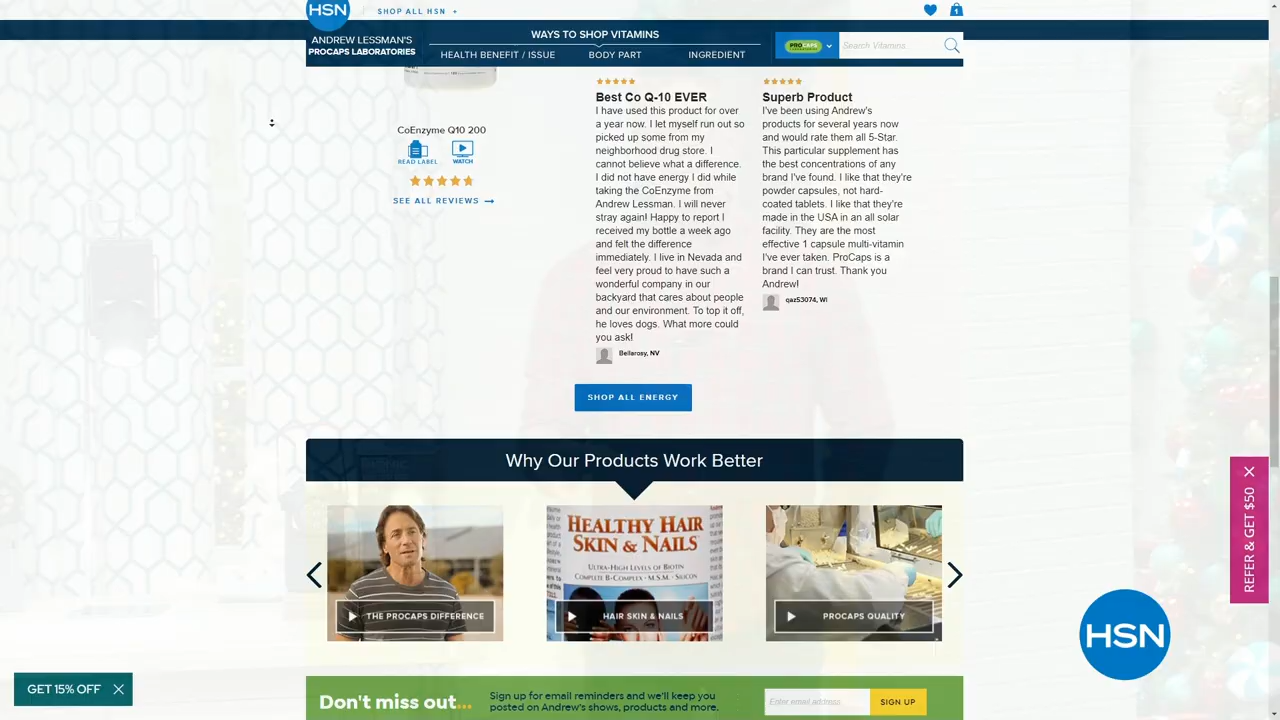 HSN
SHOP ALL HSN +
1
ANDREW LESSMAN'S
PROCAPS LABORATORIES
WAYS TO SHOP VITAMINS
HEALTH BENEFIT / ISSUE
BODY PART
INGREDIENT
PROCAPS
Search Vitamins...
CoEnzyme Q10 200
READ LABEL
WATCH
SEE ALL REVIEWS
Best Co Q-10 EVER
I have used this product for over
a year now. I let myself run out so
picked up some from my
neighborhood drug store. I
cannot believe what a difference.
I did not have energy I did while
taking the CoEnzyme from
Andrew Lessman. I will never
stray again! Happy to report I
received my bottle a week ago
and felt the difference
immediately. I live in Nevada and
feel very proud to have such a
wonderful company in our
backyard that cares about people
and our environment. To top it off,
he loves dogs. What more could
you ask!
Bellarosy, NV
Superb Product
I've been using Andrew's
products for several years now
and would rate them all 5-Star.
This particular supplement has
the best concentrations of any
brand I've found. I like that they're
powder capsules, not hard-
coated tablets. I like that they're
made in the USA in an all solar
facility. They are the most
effective 1 capsule multi-vitamin
I've ever taken. ProCaps is a
brand I can trust. Thank you
Andrew!
qaz53074, WI
SHOP ALL ENERGY
Why Our Products Work Better
THE PROCAPS DIFFERENCE
HEALTHY HAIR
SKIN & NAILS
ULTRA-HIGH LEVELS OF BIOTIN
COMPLETE B-COMPLEX • M.S.M. • SILICON
HAIR SKIN & NAILS
PROCAPS QUALITY
REFER & GET $50
HSN
GET 15% OFF
Don't miss out...
Sign up for email reminders and we'll keep you
posted on Andrew's shows, products and more.
Enter email address
SIGN UP